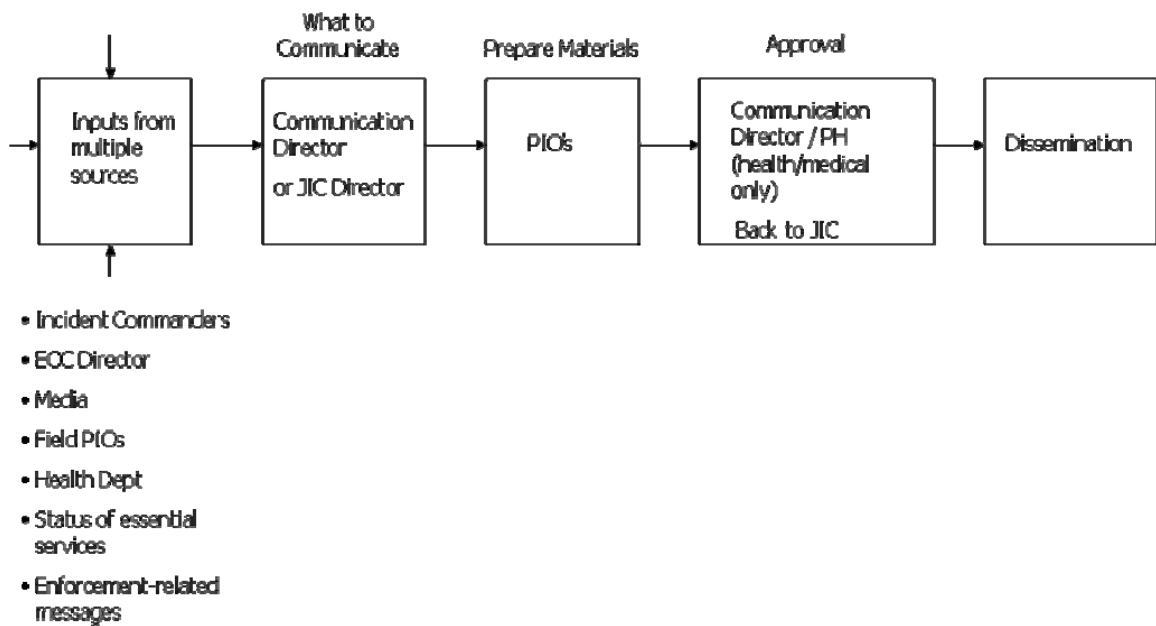 What to
Communicate
Prepare Materials
Approval
Inputs from
multiple
sources
Communication
Director
or JIC Director
PIO's
Communication
Director / PH
(health/medical
only)
Back to JIC
Dissemination
• Incident Commanders
• EOC Director
• Media
• Field PIOs
• Health Dept
• Status of essential
services
• Enforcement-related
messages